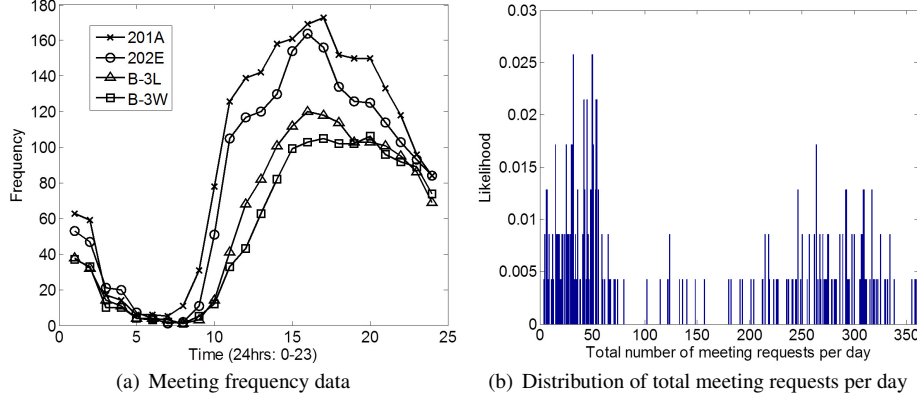 180
160
140
120
100
80
60
40
20
0
Frequency
201A
202E
B-3L
B-3W
0 5 10 15 20 25
Time (24hrs: 0-23)
(a) Meeting frequency data
0.03
0.025
0.02
0.015
0.01
0.005
0
Likelihood
0 50 100 150 200 250 300 350
Total number of meeting requests per day
(b) Distribution of total meeting requests per day